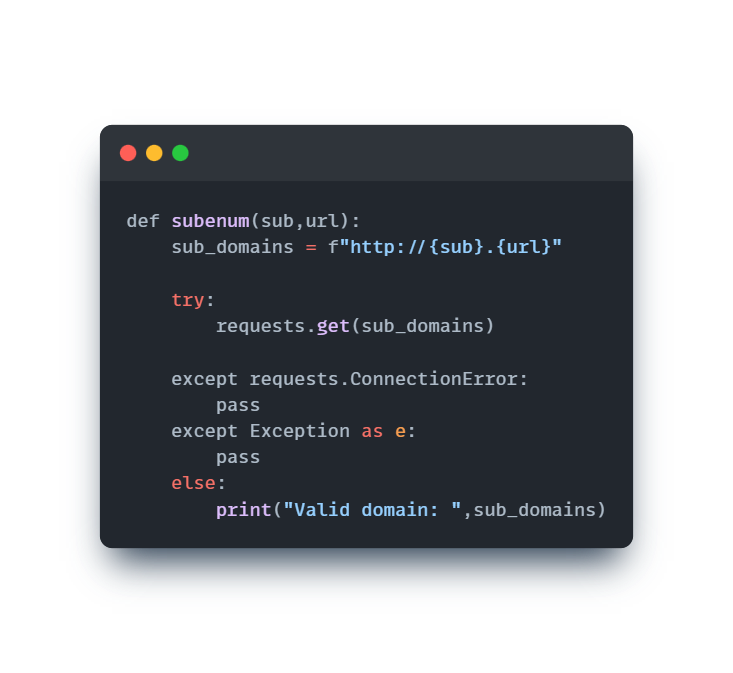 def subenum(sub,url):
    sub_domains = f"http://{sub}.{url}"
    try:
        requests.get(sub_domains)
    except requests.ConnectionError:
        pass
    except Exception as e:
        pass
    else:
        print("Valid domain: ",sub_domains)